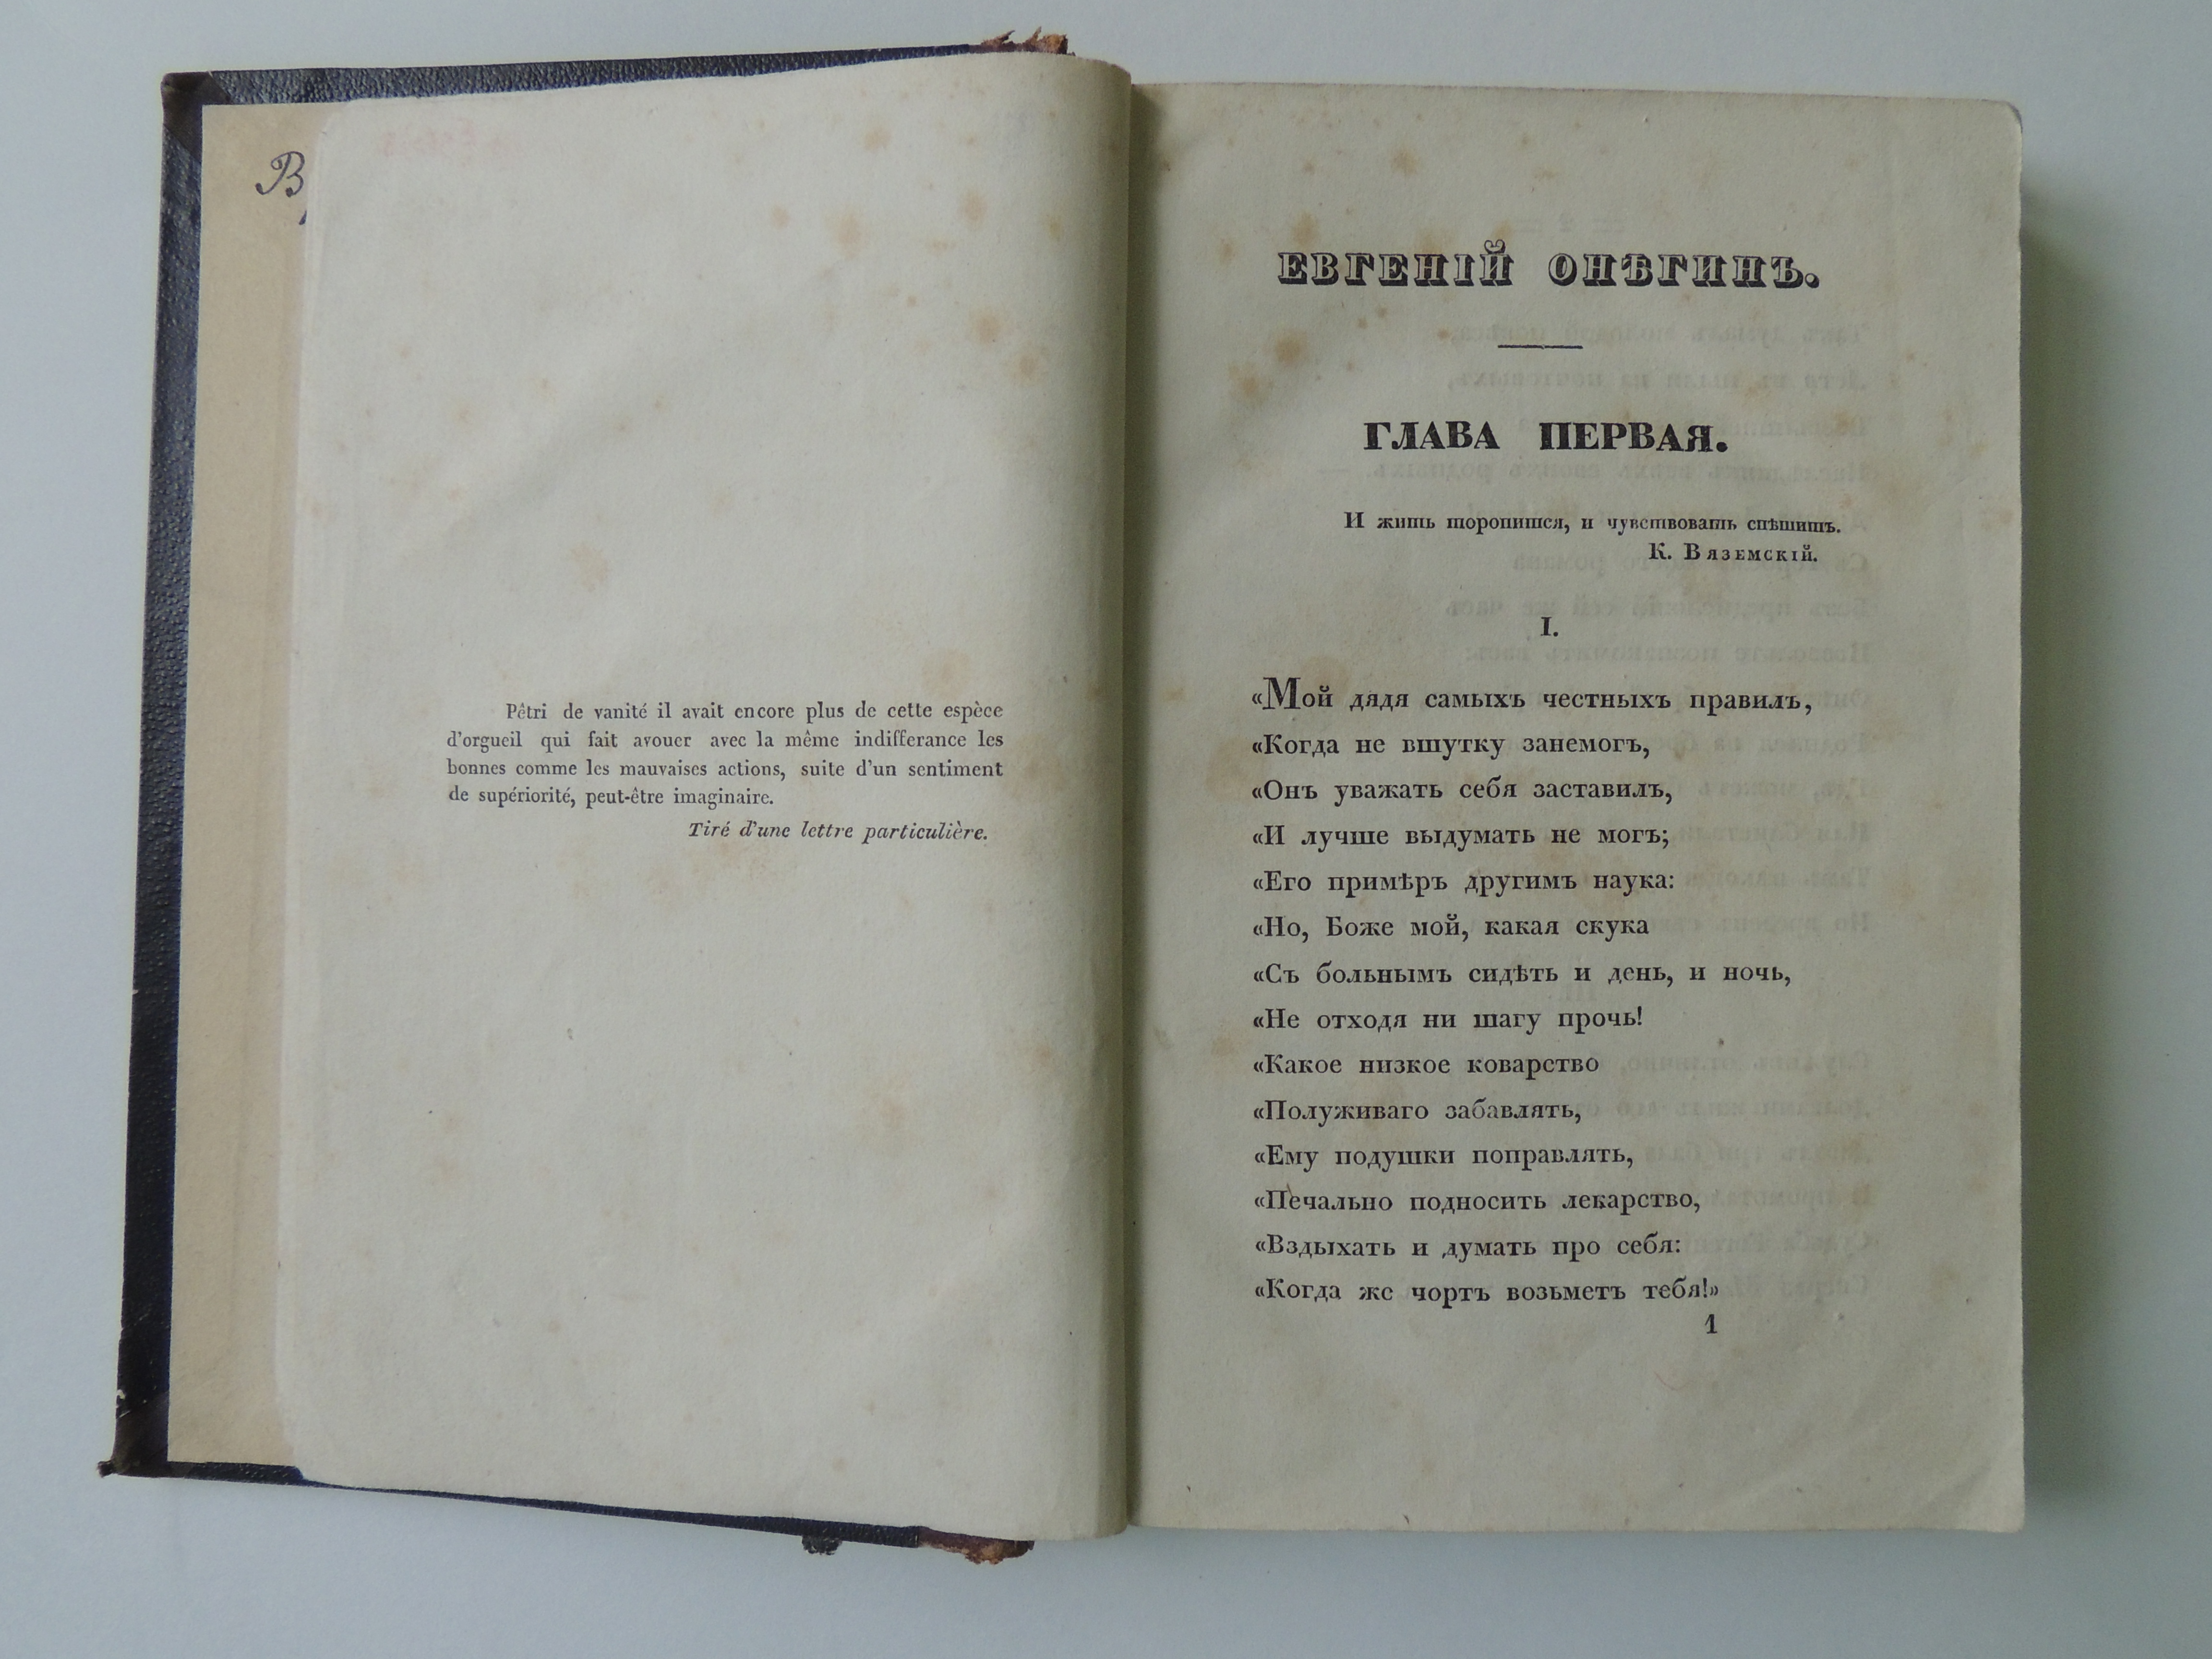 В
Pêtri de vanité il avait encore plus de cette espèce
d'orgueil qui fait avouer avec la même indifferance les
bonnes comme les mauvaises actions, suite d'un sentiment
de supériorité, peut-être imaginaire.
Tiré d'une lettre particulière.
ЕВГЕНІЙ ОНѢГИНЪ.
ГЛАВА ПЕРВАЯ.
И жить торопится, и чувствовать спѣшитъ.
К. Вяземскій.
I.
«Мой дядя самыхъ честныхъ правилъ,
«Когда не вшутку занемогъ,
«Онъ уважать себя заставилъ,
«И лучше выдумать не могъ;
«Его примѣръ другимъ наука:
«Но, Боже мой, какая скука
«Съ больнымъ сидѣть и день, и ночь,
«Не отходя ни шагу прочь!
«Какое низкое коварство
«Полуживаго забавлять,
«Ему подушки поправлять,
«Печально подносить лекарство,
«Вздыхать и думать про себя:
«Когда же чортъ возьметъ тебя!»
1